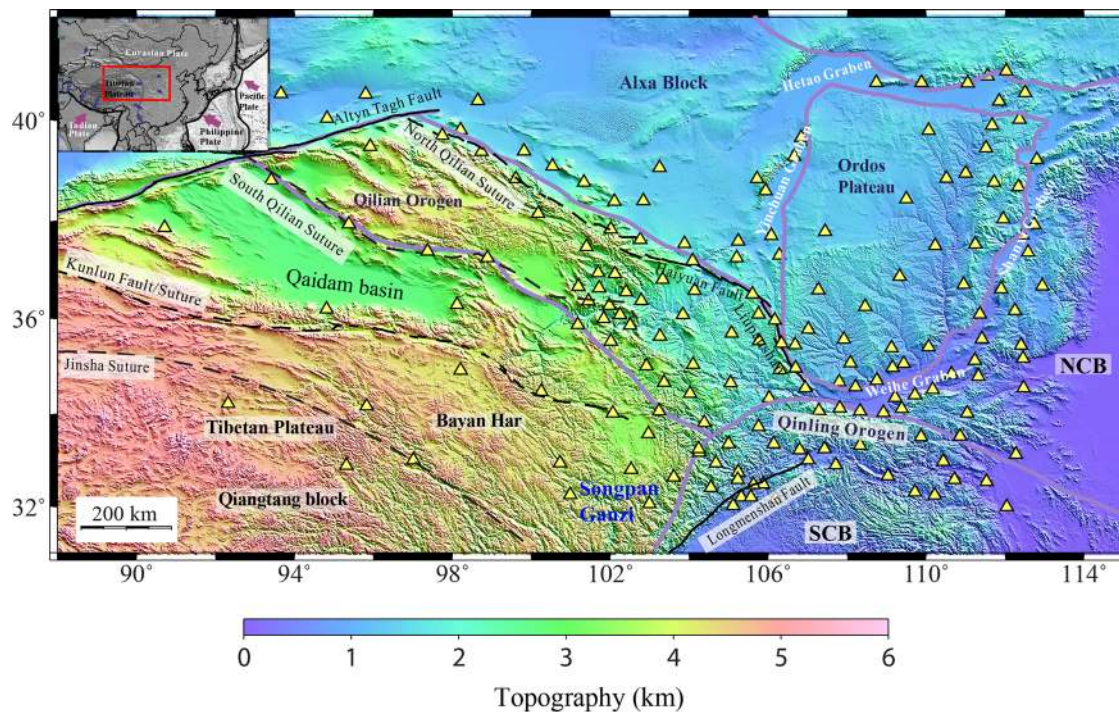 Eurasian Plate
Tibetan
Plateau
Pacific
Plate
Indian
Plate
Philippine
Plate
40°
36°
32°
Altyn Tagh Fault
Alxa Block
Hetao Graben
North Qilian Suture
Yinchuan Graben
Ordos
Plateau
Shanxi Graben
South Qilian Suture
Qilian Orogen
Qaidam basin
Haiyuan Fault
Kunlun Fault/Suture
Jinsha Suture
NCB
Weihe Graben
Qinling Orogen
Tibetan Plateau
Bayan Har
Qiangtang block
Songpan
Ganzi
Longmenshan Fault
SCB
200 km
90°
94°
98°
102°
106°
110°
114°
0
1
2
3
4
5
6
Topography (km)